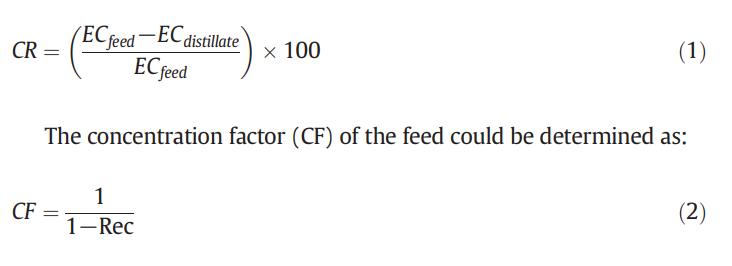 CR = ( (EC_feed − EC_distillate) / EC_feed ) × 100 (1)
The concentration factor (CF) of the feed could be determined as:
CF = 1 / (1−Rec) (2)